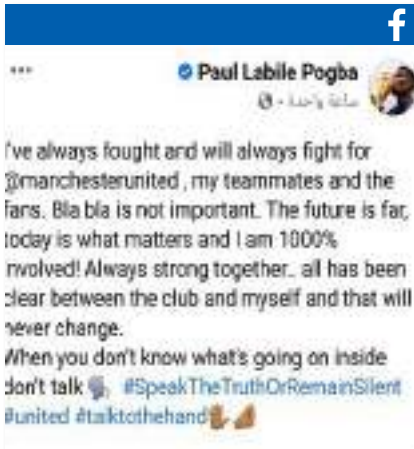 f
Paul Labile Pogba
ساعة واحدة
've always fought and will always fight for
@manchesterunited , my teammates and the
fans. Bla bla is not important. The future is far,
today is what matters and I am 1000%
nvolved! Always strong together.. all has been
clear between the club and myself and that will
never change.
When you don't know what's going on inside
don't talk 🗣️ #SpeakTheTruthOrRemainSilent
#united #talktothehand